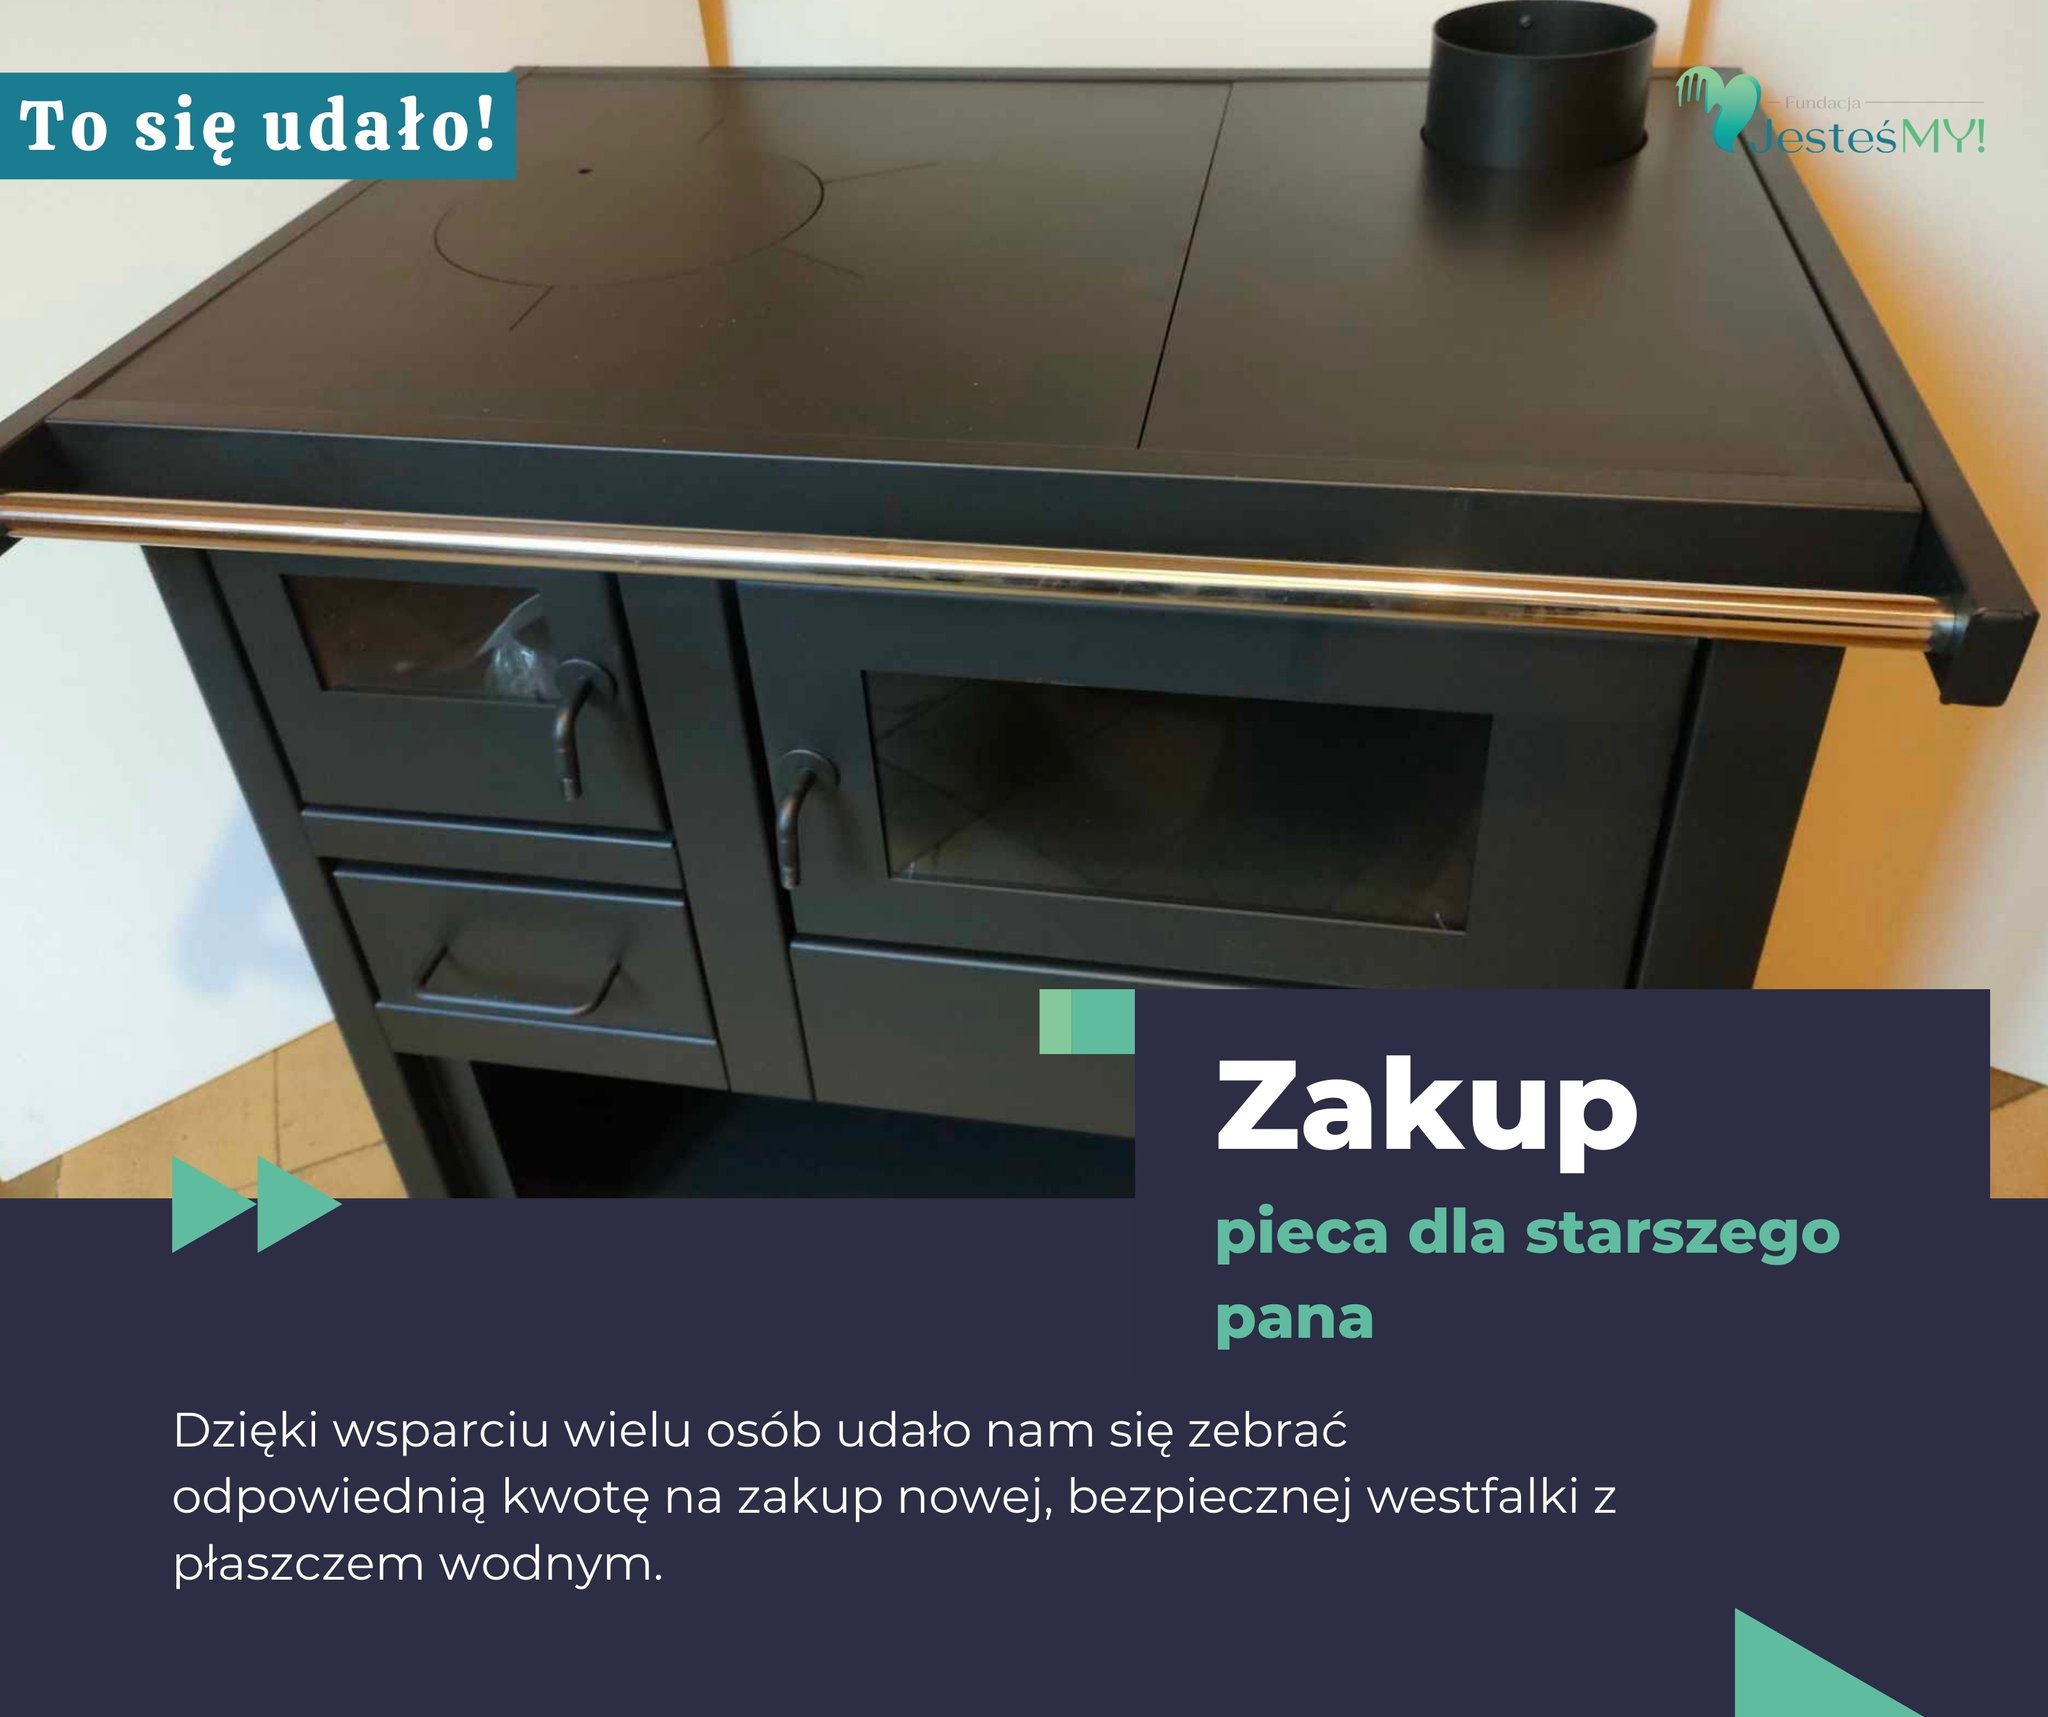 To się udało!
Fundacja
JesteśMY!
Zakup
pieca dla starszego
pana
Dzięki wsparciu wielu osób udało nam się zebrać
odpowiednią kwotę na zakup nowej, bezpiecznej westfalki z
płaszczem wodnym.